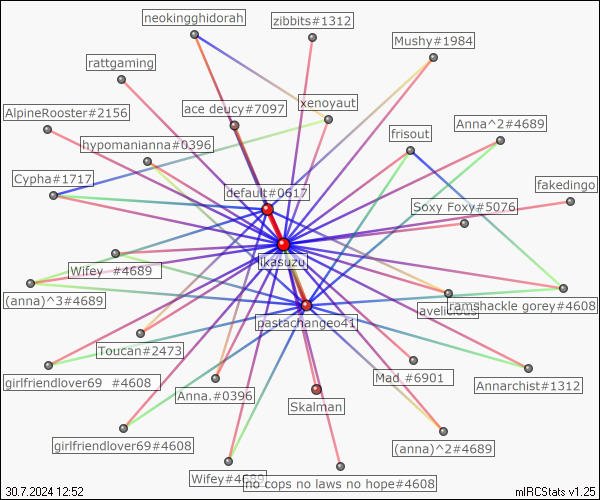 neokingghidorah
zibbits#1312
Mushy#1984
rattgaming
AlpineRooster#2156
ace deucy#7097
xenoyaut
frisout
Anna^2#4689
hypomanianna#0396
Cypha#1717
default#0617
fakedingo
Soxy Foxy#5076
ikasuzu
Wifey #4689
(anna)^3#4689
avelicious
ramshackle gorey#4608
pastachangeo41
Toucan#2473
girlfriendlover69 #4608
Mad #6901
Annarchist#1312
Anna.#0396
Skalman
girlfriendlover69#4608
(anna)^2#4689
Wifey#4689
no cops no laws no hope#4608
30.7.2024 12:52
mIRCStats v1.25